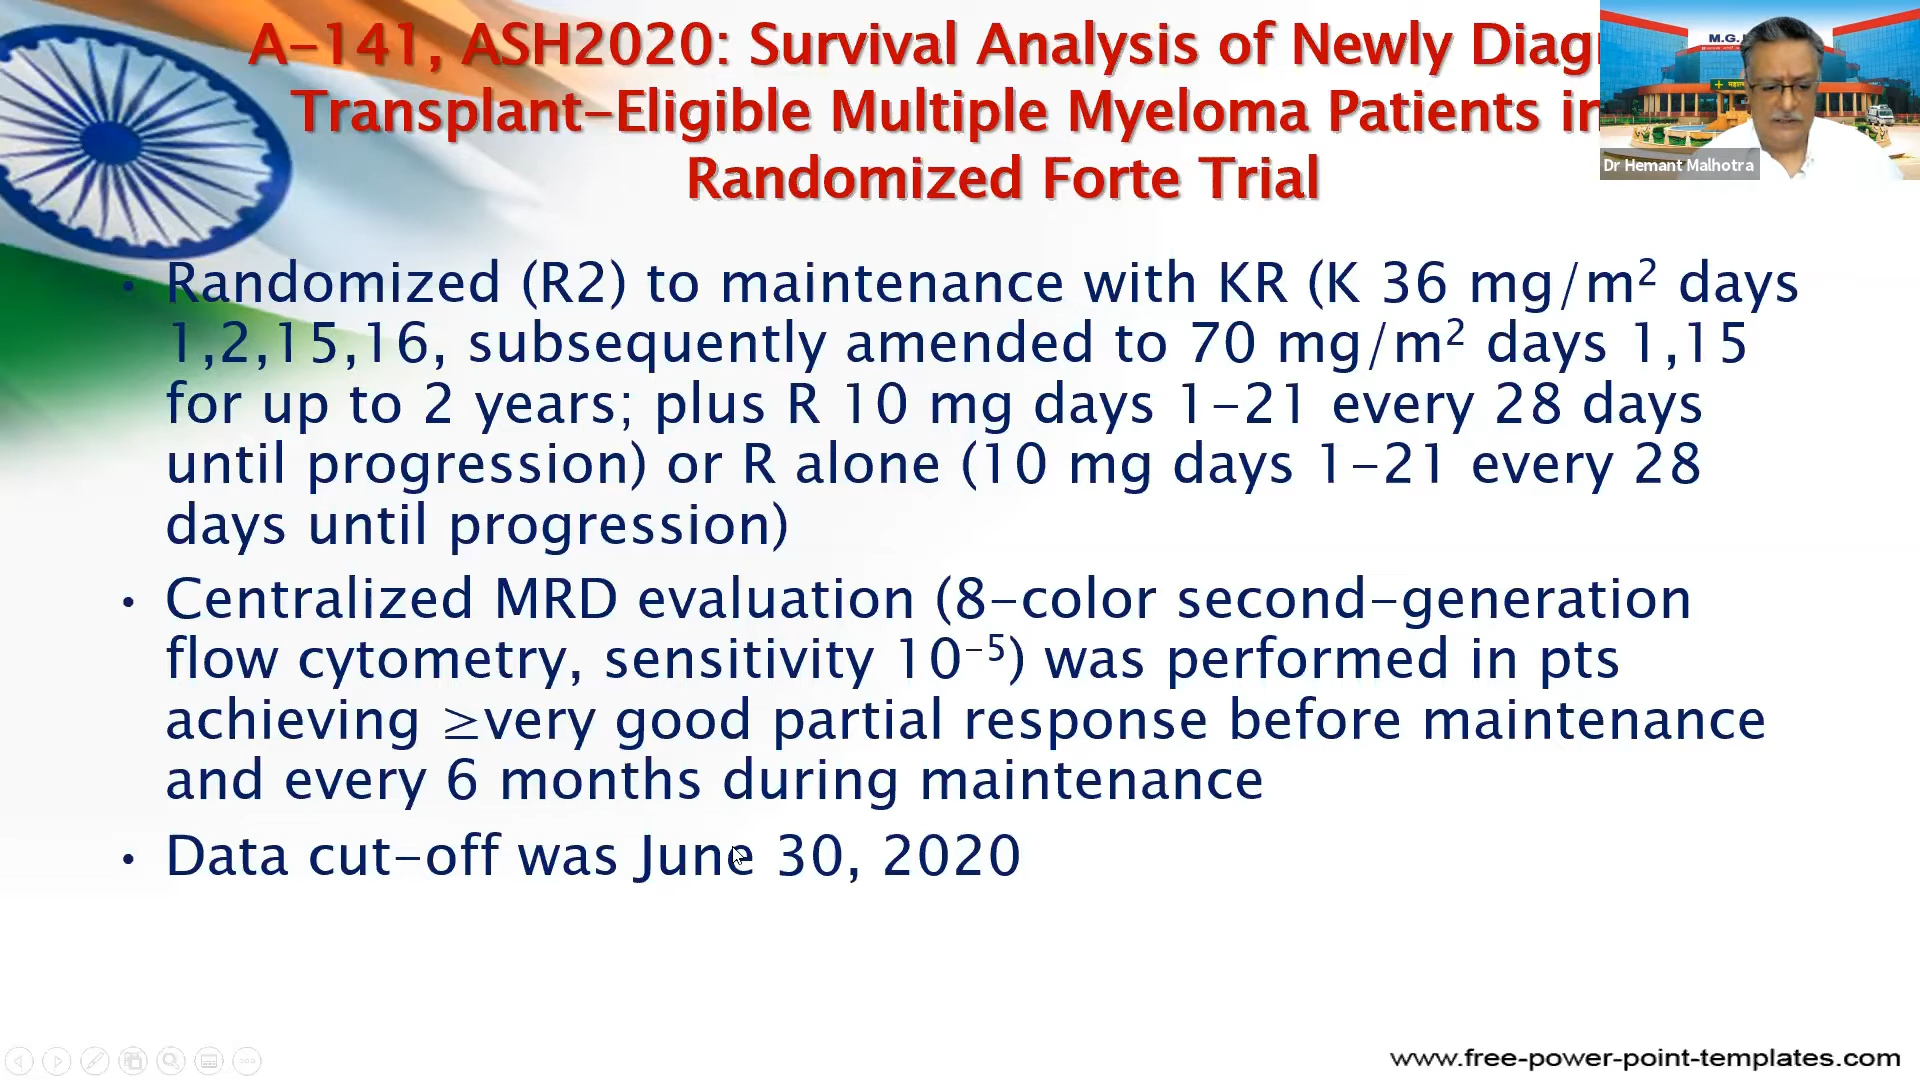 A-141, ASH2020: Survival Analysis of Newly Diag
Transplant-Eligible Multiple Myeloma Patients in
Randomized Forte Trial
M.G.
Dr Hemant Malhotra
• Randomized (R2) to maintenance with KR (K 36 mg/m² days
1,2,15,16, subsequently amended to 70 mg/m² days 1,15
for up to 2 years; plus R 10 mg days 1-21 every 28 days
until progression) or R alone (10 mg days 1-21 every 28
days until progression)
• Centralized MRD evaluation (8-color second-generation
flow cytometry, sensitivity 10⁻⁵) was performed in pts
achieving ≥very good partial response before maintenance
and every 6 months during maintenance
• Data cut-off was June 30, 2020
www.free-power-point-templates.com